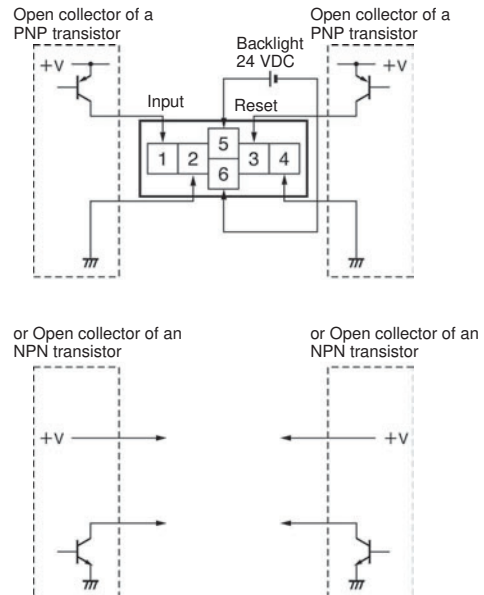 Open collector of a
PNP transistor
Open collector of a
PNP transistor
Backlight
24 VDC
+V
+V
Input
Reset
5
1 2
3 4
6
or Open collector of an
NPN transistor
or Open collector of an
NPN transistor
+V
+V